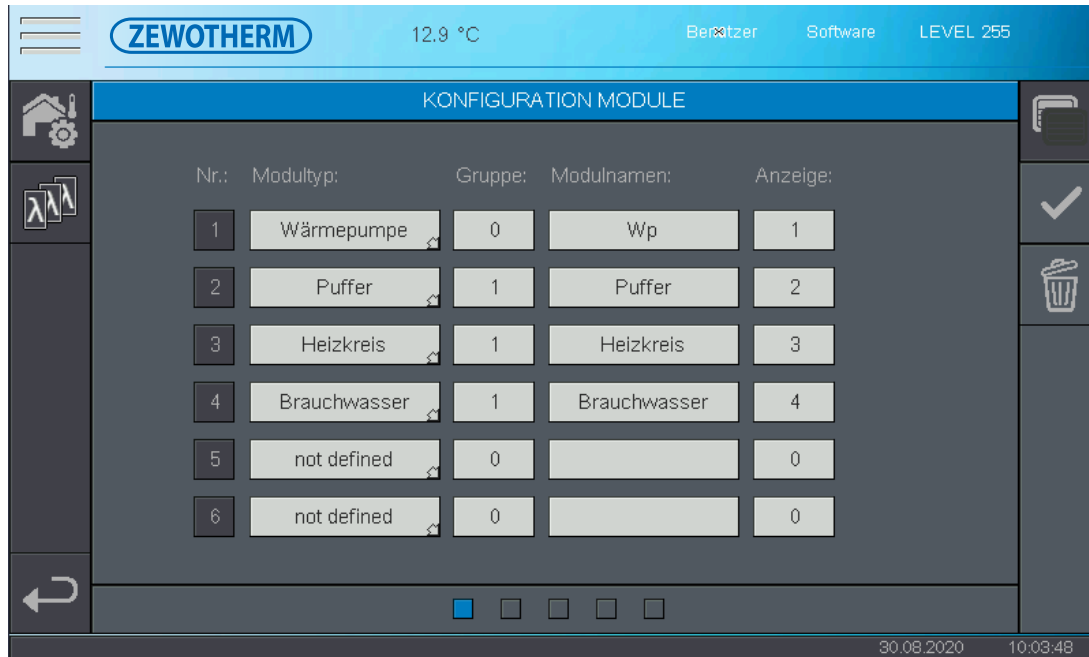 ZEWOTHERM 12.9 °C Benutzer Software LEVEL 255
KONFIGURATION MODULE
Nr.: Modultyp: Gruppe: Modulnamen: Anzeige:
1 Wärmepumpe 0 Wp 1
2 Puffer 1 Puffer 2
3 Heizkreis 1 Heizkreis 3
4 Brauchwasser 1 Brauchwasser 4
5 not defined 0 0
6 not defined 0 0
λ λ λ
30.08.2020 10:03:48